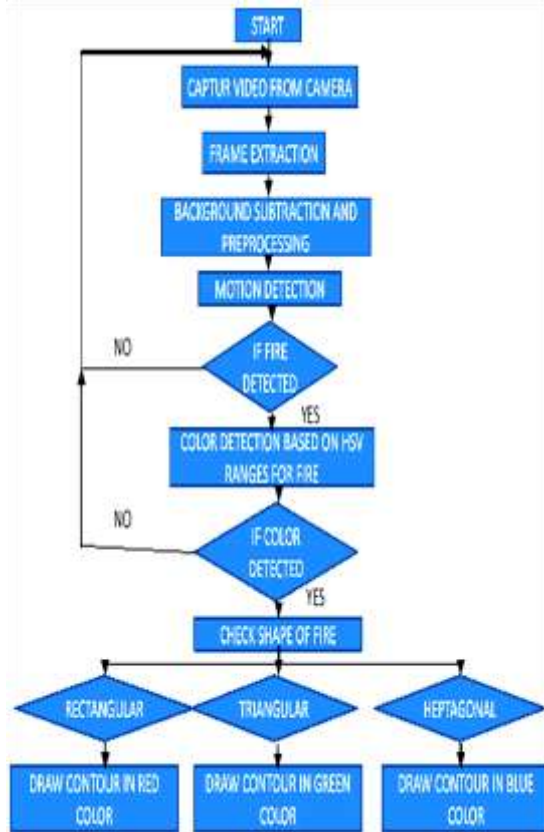 START
CAPTUR VIDEO FROM CAMERA
FRAME EXTRACTION
BACKGROUND SUBTRACTION AND
PREPROCESSING
MOTION DETECTION
IF FIRE
DETECTED
NO
YES
COLOR DETECTION BASED ON HSV
RANGES FOR FIRE
NO
IF COLOR
DETECTED
YES
CHECK SHAPE OF FIRE
RECTANGULAR
TRIANGULAR
HEPTAGONAL
DRAW CONTOUR IN RED
COLOR
DRAW CONTOUR IN GREEN
COLOR
DRAW CONTOUR IN BLUE
COLOR